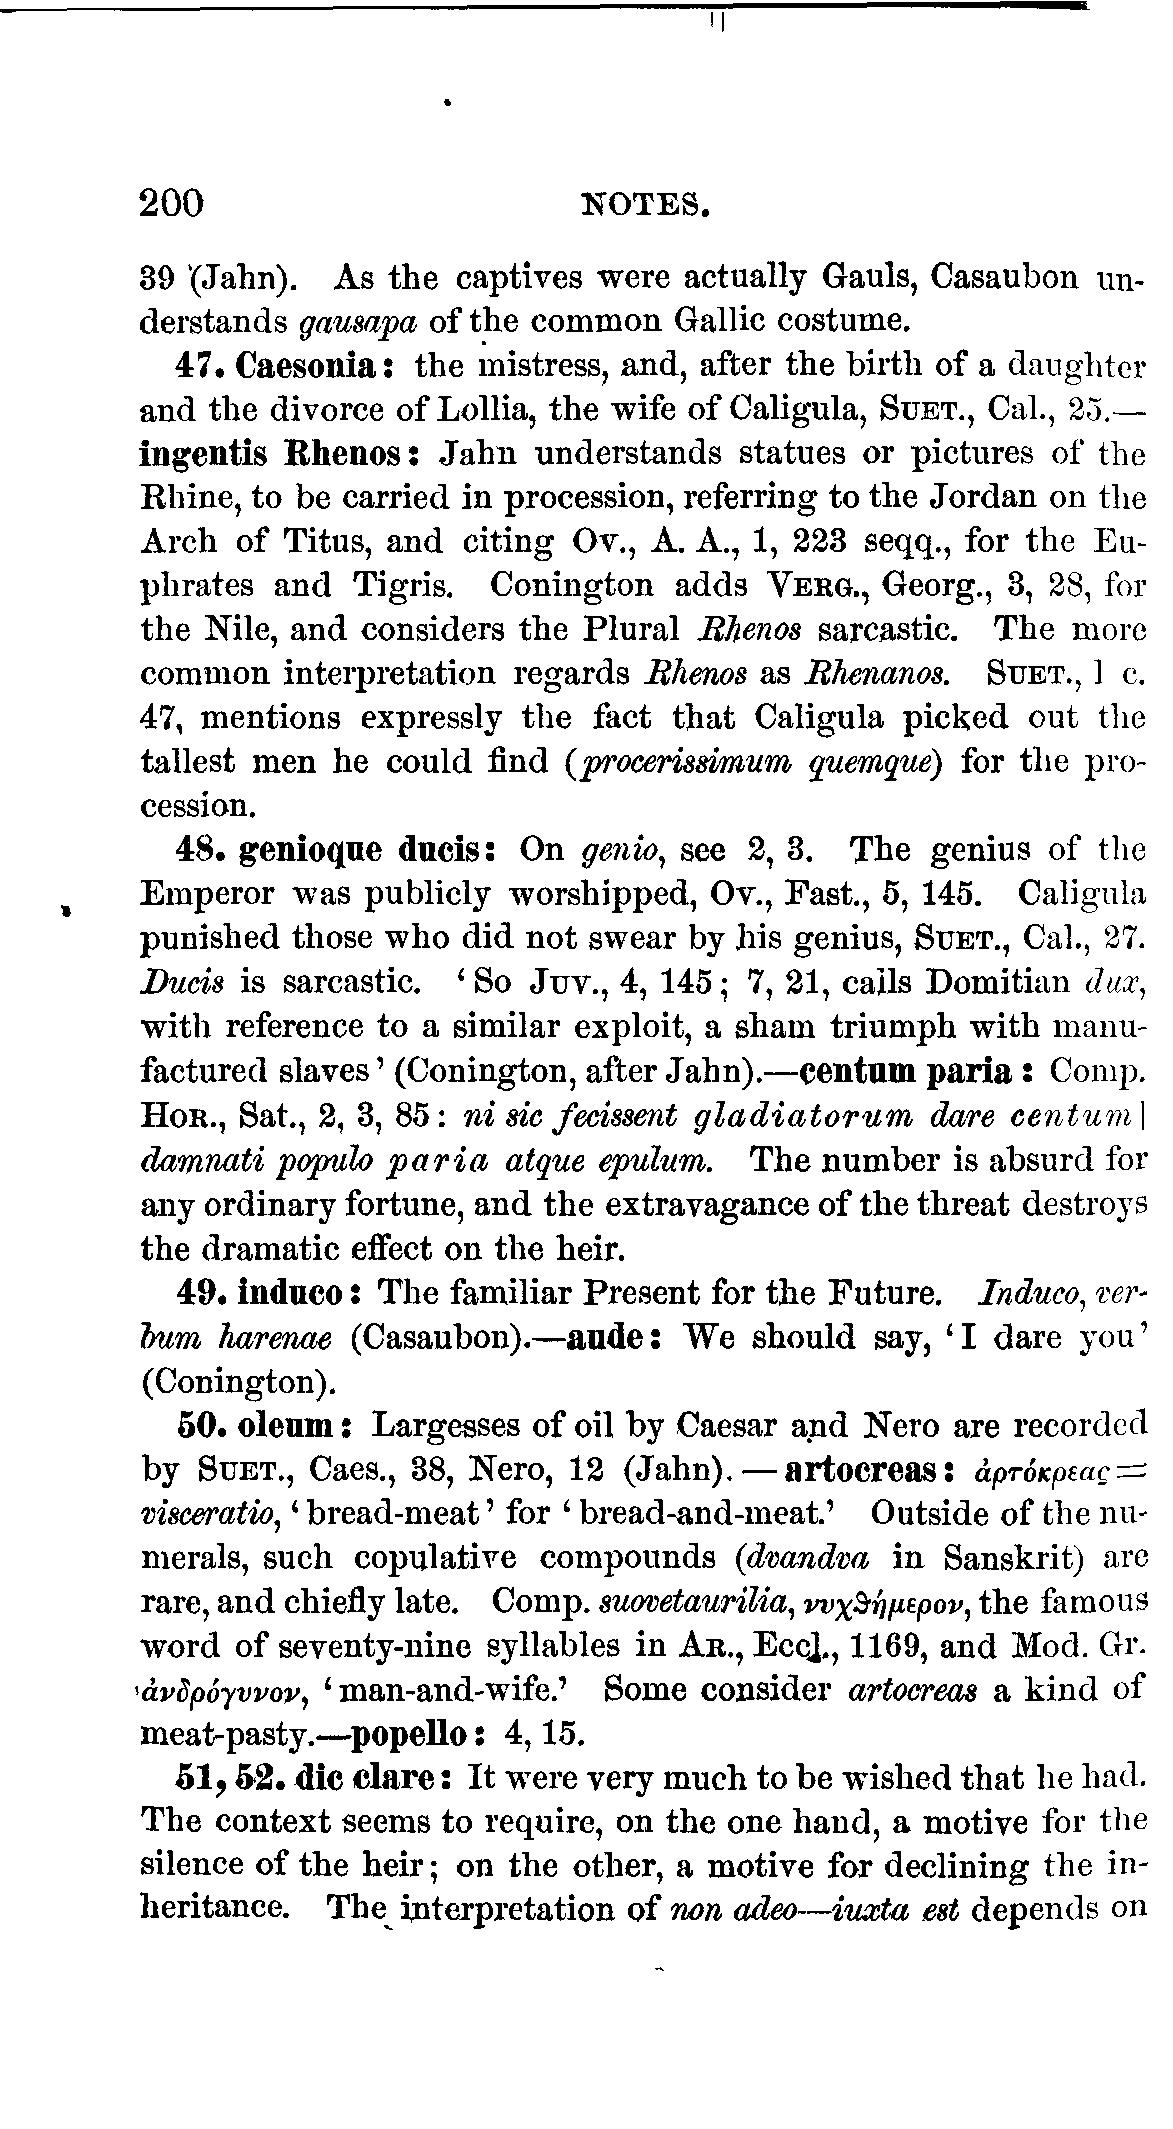 200 NOTES.
39 (Jahn). As the captives were actually Gauls, Casaubon un-
derstands gausapa of the common Gallic costume.
47. Caesonia: the mistress, and, after the birth of a daughter
and the divorce of Lollia, the wife of Caligula, SUET., Cal., 25.—
ingentis Rhenos: Jahn understands statues or pictures of the
Rhine, to be carried in procession, referring to the Jordan on the
Arch of Titus, and citing Ov., A. A., 1, 223 seqq., for the Eu-
phrates and Tigris. Conington adds VERG., Georg., 3, 28, for
the Nile, and considers the Plural Rhenos sarcastic. The more
common interpretation regards Rhenos as Rhenanos. SUET., l c.
47, mentions expressly the fact that Caligula picked out the
tallest men he could find (procerissimum quemque) for the pro-
cession.
48. genioque ducis: On genio, see 2, 3. The genius of the
Emperor was publicly worshipped, Ov., Fast., 5, 145. Caligula
punished those who did not swear by his genius, SUET., Cal., 27.
Ducis is sarcastic. ‘So JUV., 4, 145; 7, 21, calls Domitian dux,
with reference to a similar exploit, a sham triumph with manu-
factured slaves’ (Conington, after Jahn).—centum paria: Comp.
HOR., Sat., 2, 3, 85: ni sic fecissent gladiatorum dare centum|
damnati populo paria atque epulum. The number is absurd for
any ordinary fortune, and the extravagance of the threat destroys
the dramatic effect on the heir.
49. induco: The familiar Present for the Future. Induco, ver-
bum harenae (Casaubon).—aude: We should say, ‘I dare you’
(Conington).
50. oleum: Largesses of oil by Caesar and Nero are recorded
by SUET., Caes., 38, Nero, 12 (Jahn).—artocreas: ἀρτόκρεας=
visceratio, ‘bread-meat’ for ‘bread-and-meat.’ Outside of the nu-
merals, such copulative compounds (dvandva in Sanskrit) are
rare, and chiefly late. Comp. suovetaurilia, νυχϑήμερον, the famous
word of seventy-nine syllables in AR., Eccl., 1169, and Mod. Gr.
ἀνδρόγυνον, ‘man-and-wife.’ Some consider artocreas a kind of
meat-pasty.—popello: 4, 15.
51, 52. dic clare: It were very much to be wished that he had.
The context seems to require, on the one hand, a motive for the
silence of the heir; on the other, a motive for declining the in-
heritance. The interpretation of non adeo—iuxta est depends on